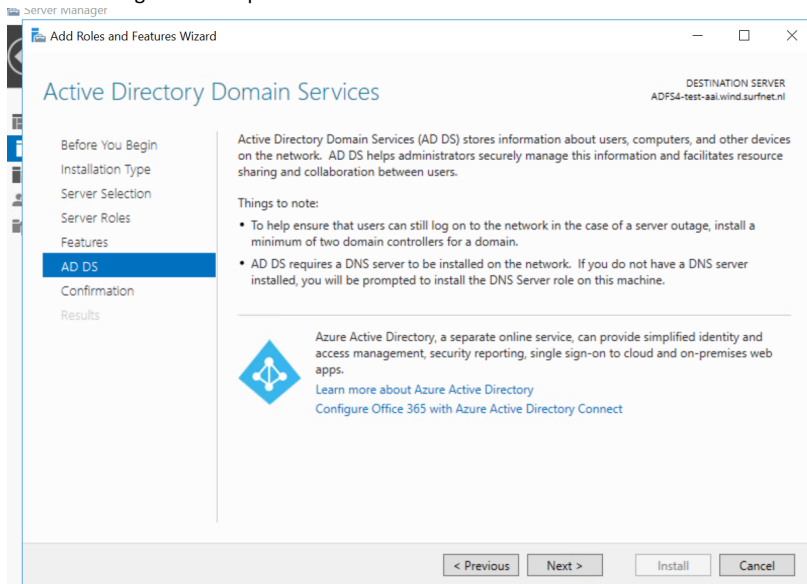 Server Manager
Add Roles and Features Wizard
Active Directory Domain Services
DESTINATION SERVER
ADFS4-test-aai.wind.surfnet.nl
Before You Begin
Installation Type
Server Selection
Server Roles
Features
AD DS
Confirmation
Results
Active Directory Domain Services (AD DS) stores information about users, computers, and other devices
on the network. AD DS helps administrators securely manage this information and facilitates resource
sharing and collaboration between users.
Things to note:
• To help ensure that users can still log on to the network in the case of a server outage, install a
minimum of two domain controllers for a domain.
• AD DS requires a DNS server to be installed on the network. If you do not have a DNS server
installed, you will be prompted to install the DNS Server role on this machine.
Azure Active Directory, a separate online service, can provide simplified identity and
access management, security reporting, single sign-on to cloud and on-premises web
apps.
Learn more about Azure Active Directory
Configure Office 365 with Azure Active Directory Connect
< Previous
Next >
Install
Cancel